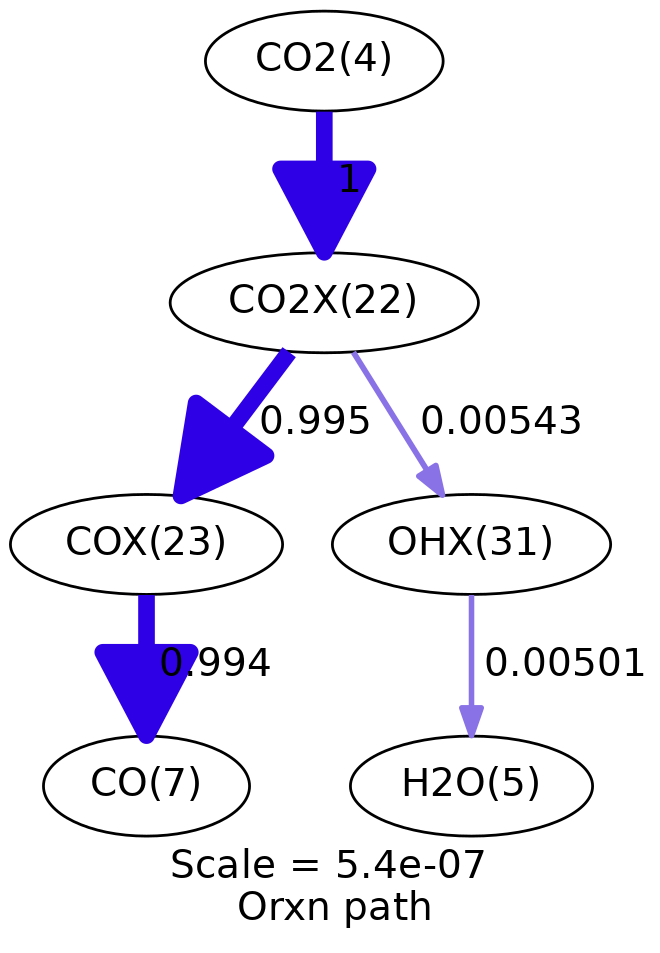 CO2(4)
1
CO2X(22)
0.995
0.00543
COX(23)
OHX(31)
0.994
0.00501
CO(7)
H2O(5)
Scale = 5.4e-07
Orxn path